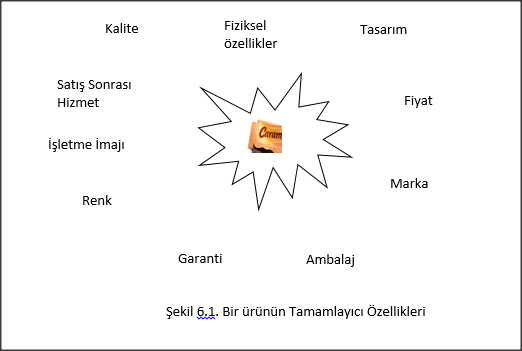 Kalite
Fiziksel
özellikler
Tasarım
Satış Sonrası
Hizmet
Fiyat
Caram
İşletme İmajı
Marka
Renk
Garanti
Ambalaj
Şekil 6.1. Bir ürünün Tamamlayıcı Özellikleri